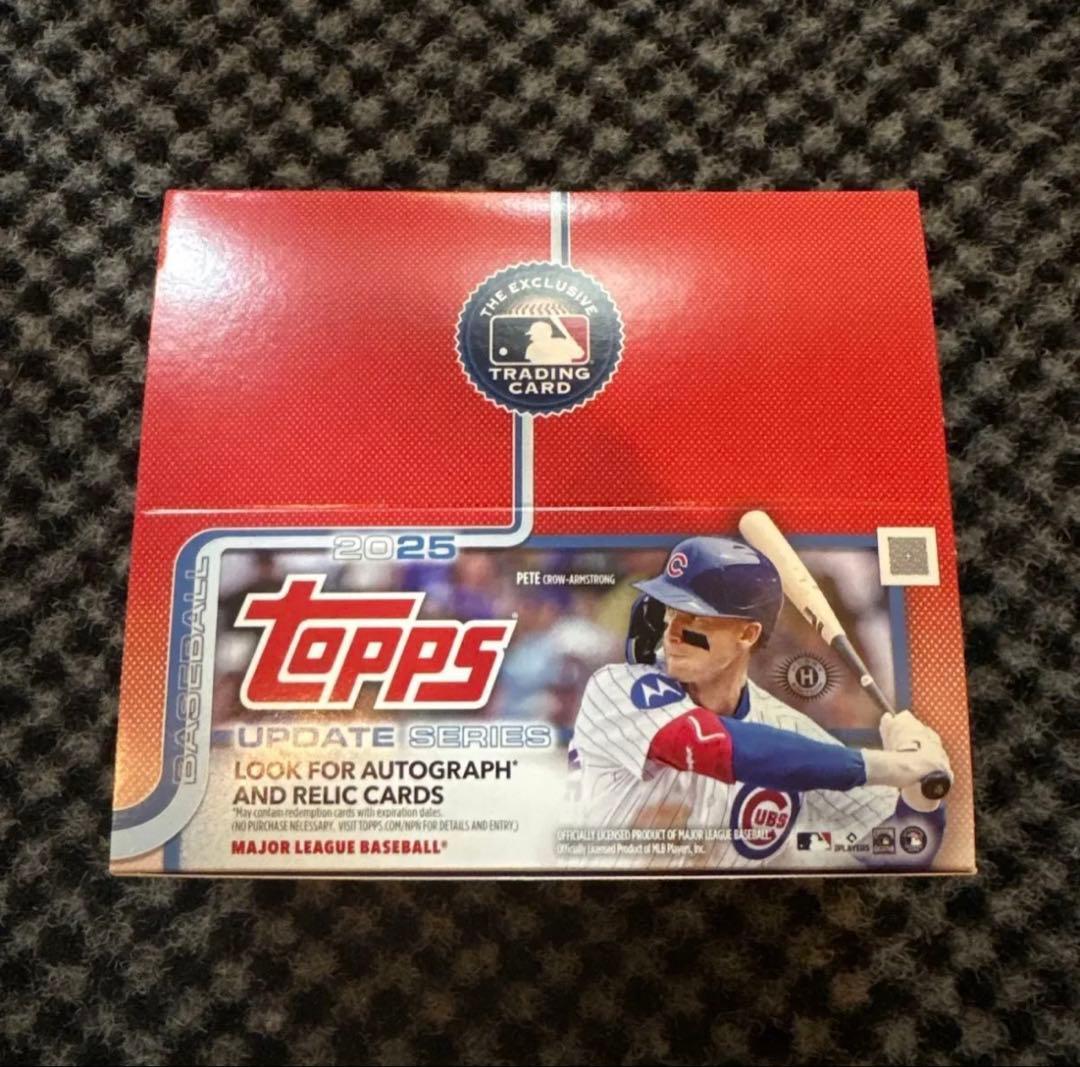 THE EXCLUSIVE
TRADING
CARD
2025
BASEBALL
PETE CROW-ARMSTRONG
C
TOPPS
H
UPDATE SERIES
LOOK FOR AUTOGRAPH*
AND RELIC CARDS
*May contain redemption cards with expiration dates.
(NO PURCHASE NECESSARY. VISIT TOPPS.COM/NPN FOR DETAILS AND ENTRY.)
MAJOR LEAGUE BASEBALL®
CUBS
OFFICIALLY LICENSED PRODUCT OF MAJOR LEAGUE BASEBALL
Officially Licensed Product of MLB Players, Inc.
PLAYERS